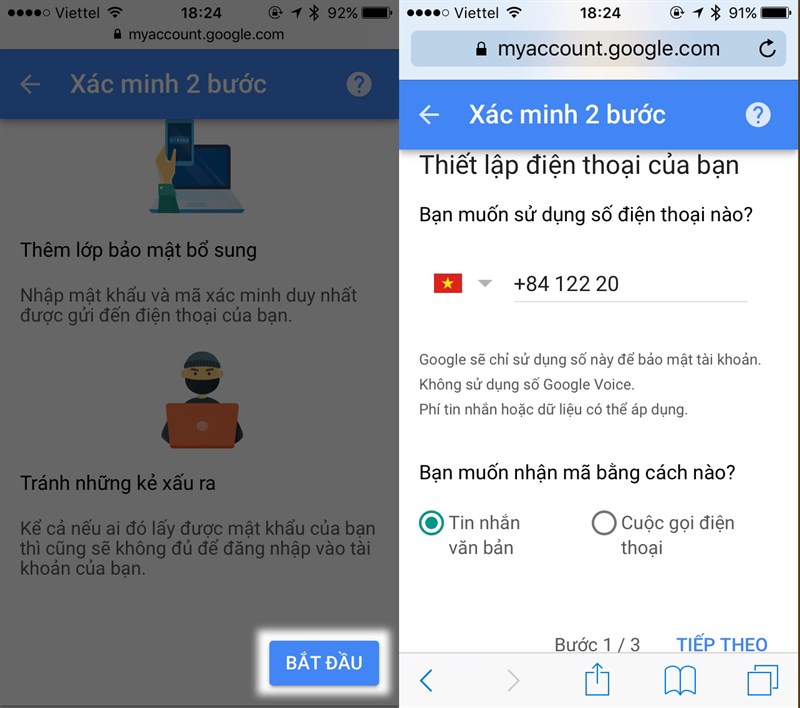 Viettel 18:24 92%
myaccount.google.com
Xác minh 2 bước ?
Thêm lớp bảo mật bổ sung
Nhập mật khẩu và mã xác minh duy nhất
được gửi đến điện thoại của bạn.
Tránh những kẻ xấu ra
Kể cả nếu ai đó lấy được mật khẩu của bạn
thì cũng sẽ không đủ để đăng nhập vào tài
khoản của bạn.
BẮT ĐẦU
Viettel 18:24 91%
myaccount.google.com
Xác minh 2 bước ?
Thiết lập điện thoại của bạn
Bạn muốn sử dụng số điện thoại nào?
+84 122 20
Google sẽ chỉ sử dụng số này để bảo mật tài khoản.
Không sử dụng số Google Voice.
Phí tin nhắn hoặc dữ liệu có thể áp dụng.
Bạn muốn nhận mã bằng cách nào?
Tin nhắn
văn bản
Cuộc gọi điện
thoại
Bước 1 / 3 TIẾP THEO